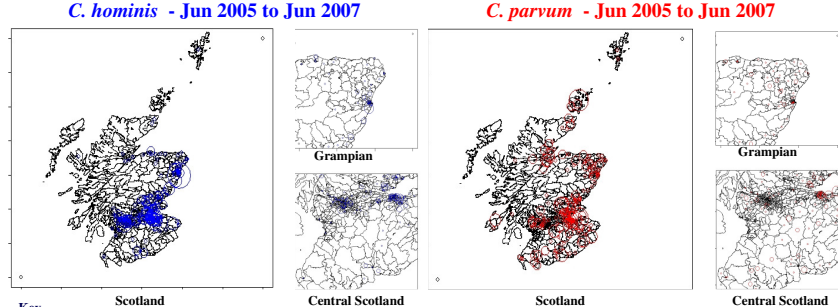 C. hominis - Jun 2005 to Jun 2007
C. parvum - Jun 2005 to Jun 2007
Grampian
Grampian
Scotland
Central Scotland
Scotland
Central Scotland
Key